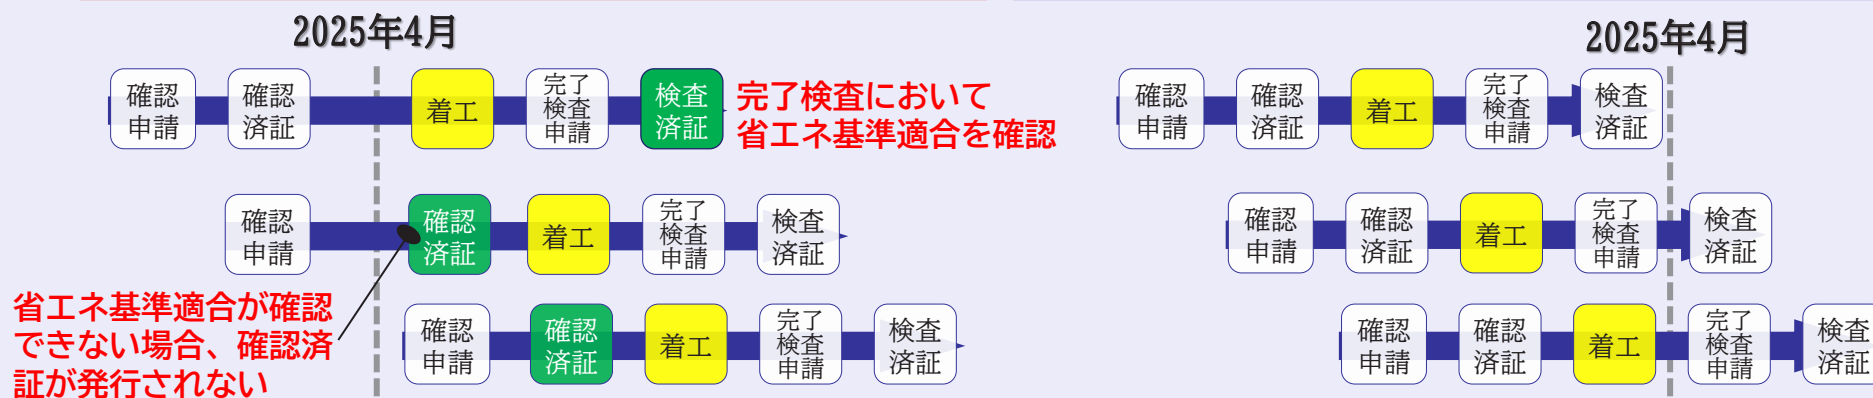 2025年4月
確認
申請
確認
済証
着工
完了
検査
申請
検査
済証
完了検査において
省エネ基準適合を確認
確認
申請
確認
済証
着工
完了
検査
申請
検査
済証
省エネ基準適合が確認
できない場合、確認済
証が発行されない
確認
申請
確認
済証
着工
完了
検査
申請
検査
済証
2025年4月
確認
申請
確認
済証
着工
完了
検査
申請
検査
済証
確認
申請
確認
済証
着工
完了
検査
申請
検査
済証
確認
申請
確認
済証
着工
完了
検査
申請
検査
済証